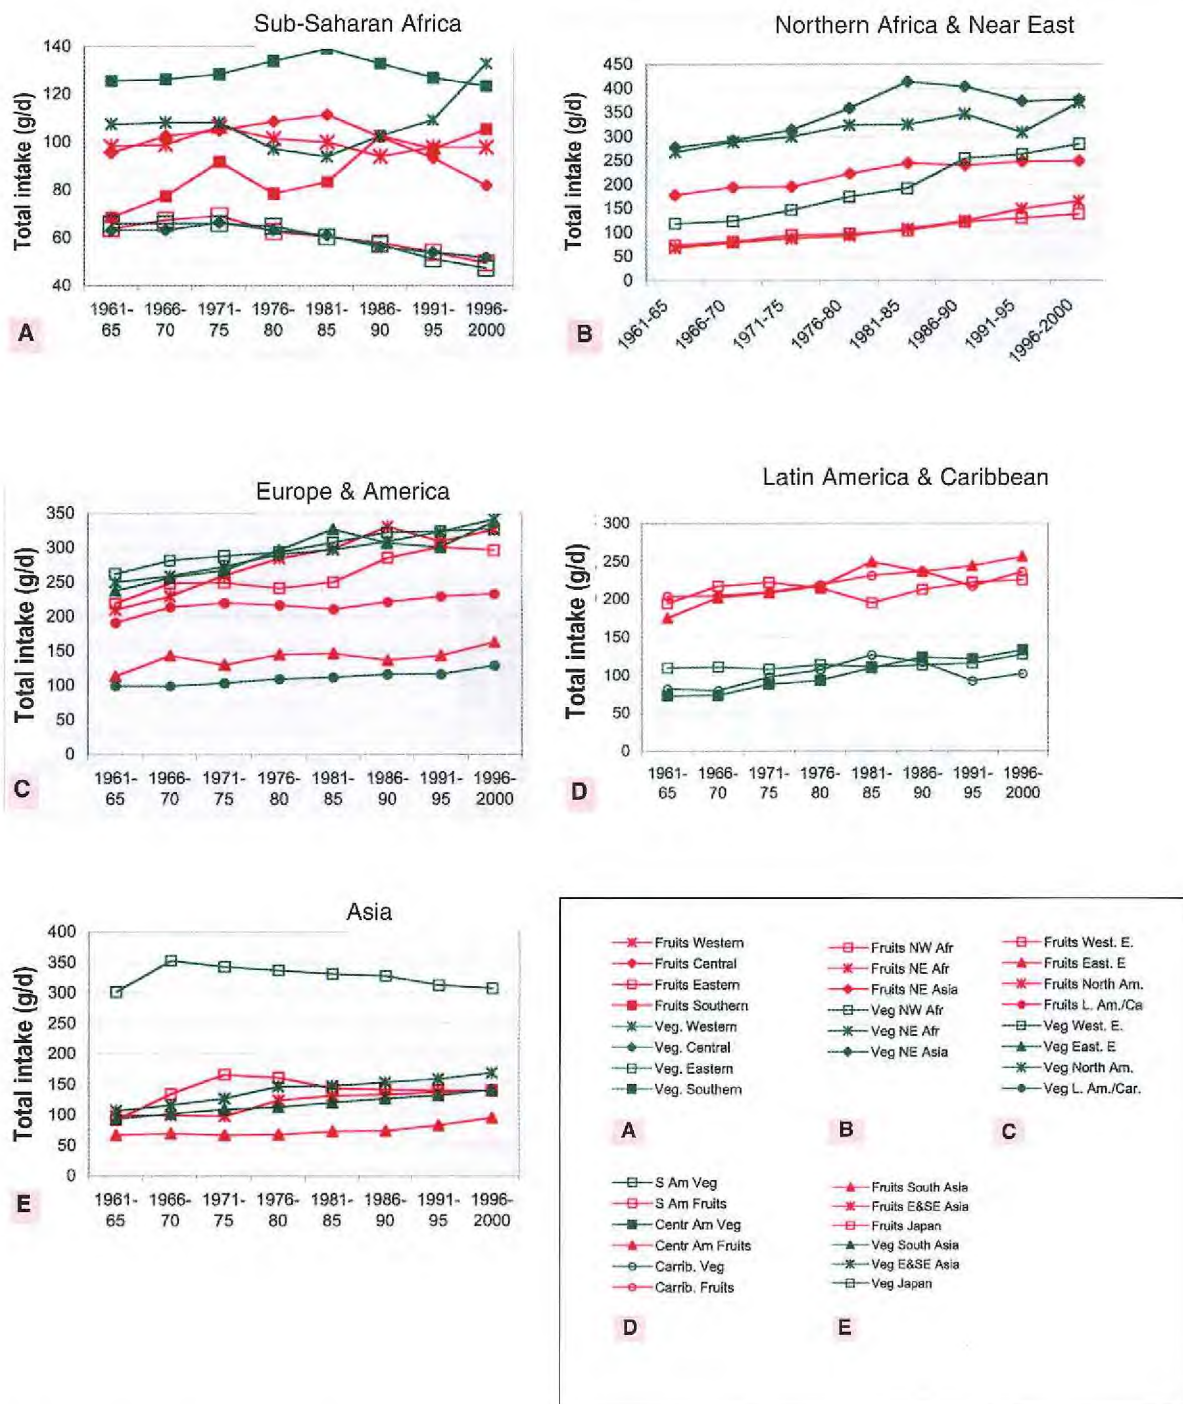 Sub-Saharan Africa
Total intake (g/d)
140
120
100
80
60
40
1961-65 1966-70 1971-75 1976-80 1981-85 1986-90 1991-95 1996-2000
A
Northern Africa & Near East
Total intake (g/d)
450
400
350
300
250
200
150
100
50
0
1961-65 1966-70 1971-75 1976-80 1981-85 1986-90 1991-95 1996-2000
B
Europe & America
Total intake (g/d)
350
300
250
200
150
100
50
0
1961-65 1966-70 1971-75 1976-80 1981-85 1986-90 1991-95 1996-2000
C
Latin America & Caribbean
Total intake (g/d)
300
250
200
150
100
50
0
1961-65 1966-70 1971-75 1976-80 1981-85 1986-90 1991-95 1996-2000
D
Asia
Total intake (g/d)
400
350
300
250
200
150
100
50
0
1961-65 1966-70 1971-75 1976-80 1981-85 1986-90 1991-95 1996-2000
E
Fruits Western
Fruits Central
Fruits Eastern
Fruits Southern
Veg. Western
Veg. Central
Veg. Eastern
Veg. Southern
A
Fruits NW Afr
Fruits NE Afr
Fruits NE Asia
Veg NW Afr
Veg NE Afr
Veg NE Asia
B
Fruits West. E.
Fruits East. E
Fruits North Am.
Fruits L. Am./Ca
Veg West. E.
Veg East. E
Veg North Am.
Veg L. Am./Car.
C
S Am Veg
S Am Fruits
Centr Am Veg
Centr Am Fruits
Carrib. Veg
Carrib. Fruits
D
Fruits South Asia
Fruits E&SE Asia
Fruits Japan
Veg South Asia
Veg E&SE Asia
Veg Japan
E